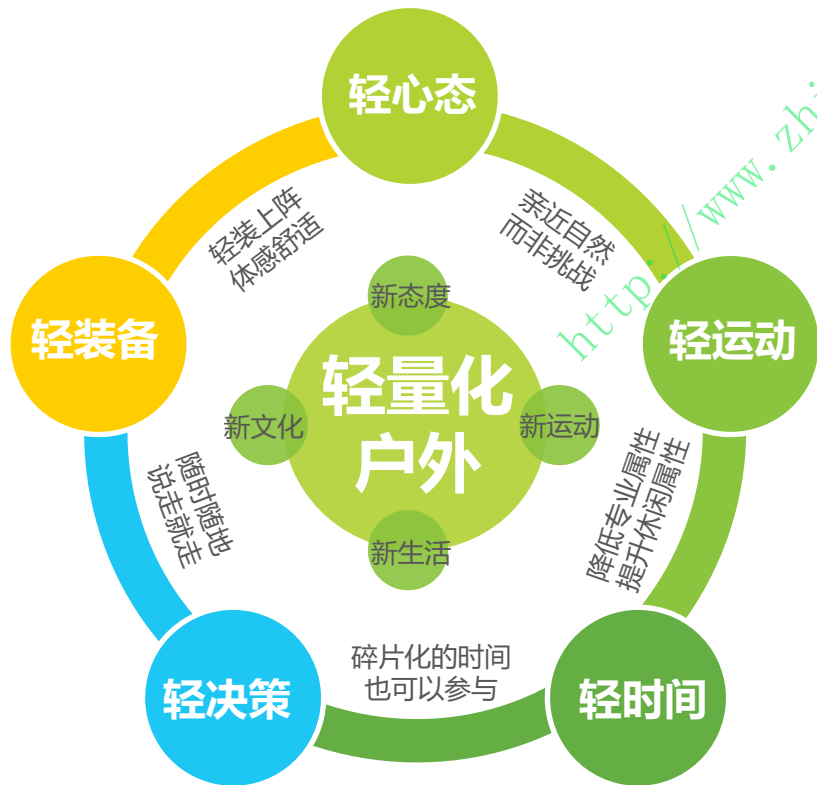 轻心态
亲近自然
而非挑战
轻运动
降低专业属性
提升休闲属性
轻时间
碎片化的时间
也可以参与
轻决策
随时随地
说走就走
轻装备
轻装上阵
体感舒适
新态度
轻量化
户外
新文化
新运动
新生活
http://www.zhi